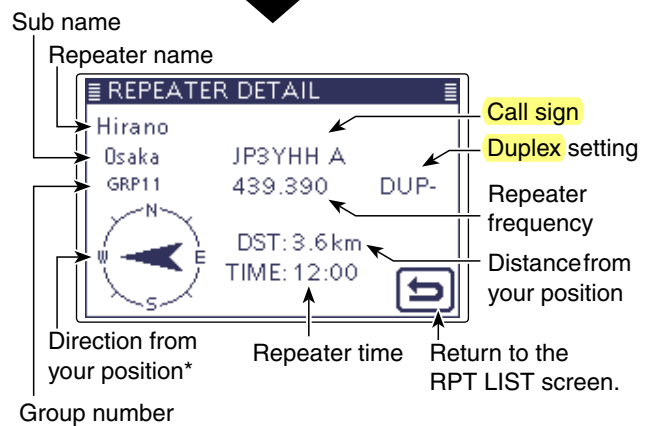 Sub name
Repeater name
REPEATER DETAIL
Hirano
Osaka JP3YHH A
GRP11 439.390 DUP-
N
W E
S
DST: 3.6km
TIME: 12:00
Call sign
Duplex setting
Repeater
frequency
Distance from
your position
Direction from
your position*
Repeater time
Return to the
RPT LIST screen.
Group number